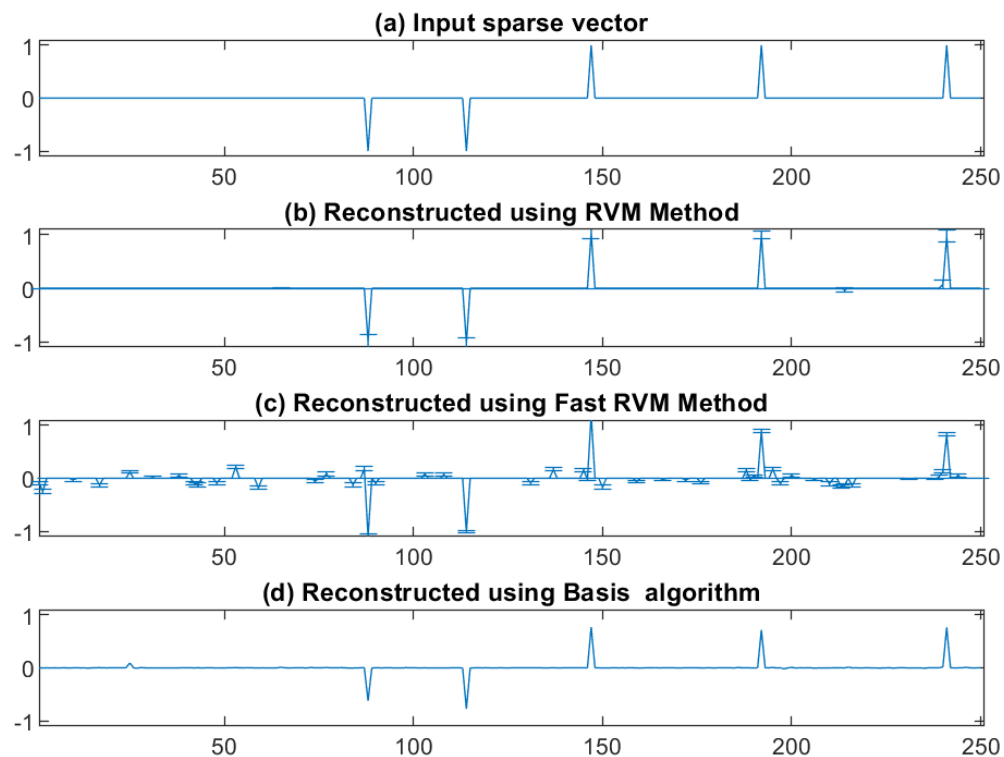 (a) Input sparse vector
1
0
-1
50 100 150 200 250
(b) Reconstructed using RVM Method
1
0
-1
50 100 150 200 250
(c) Reconstructed using Fast RVM Method
1
0
-1
50 100 150 200 250
(d) Reconstructed using Basis  algorithm
1
0
-1
50 100 150 200 250